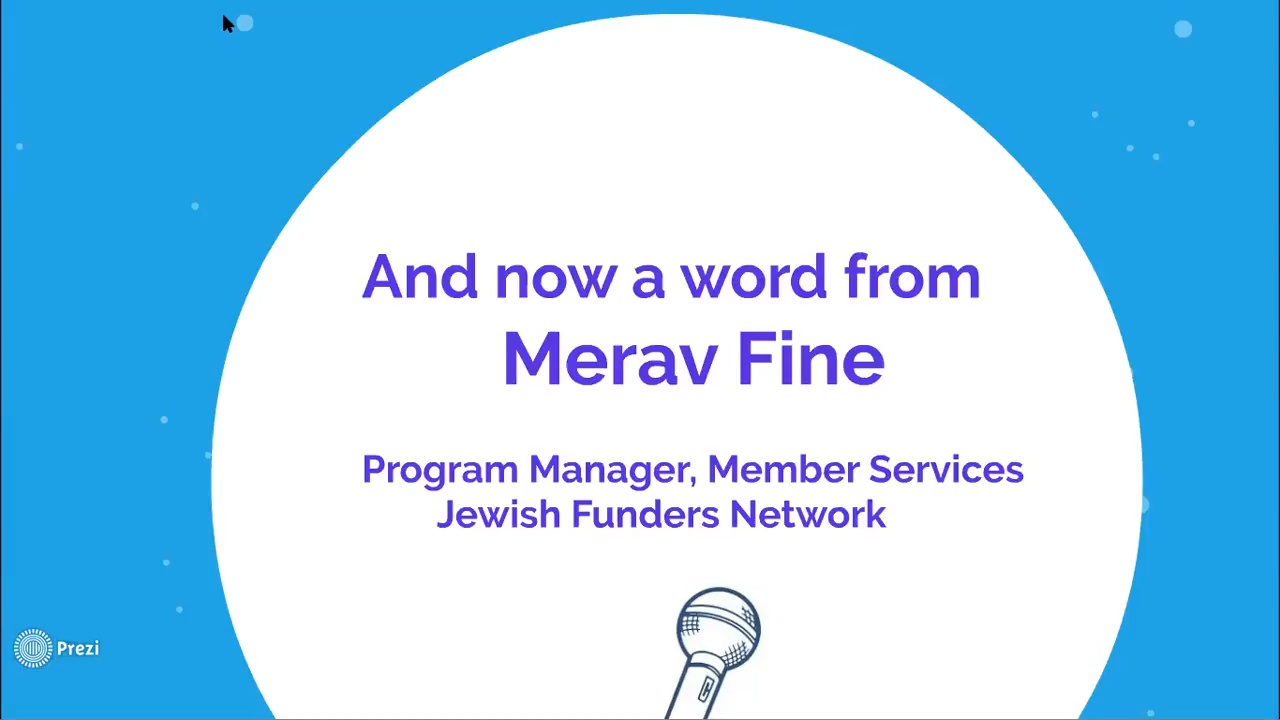 And now a word from
Merav Fine
Program Manager, Member Services
Jewish Funders Network
Prezi